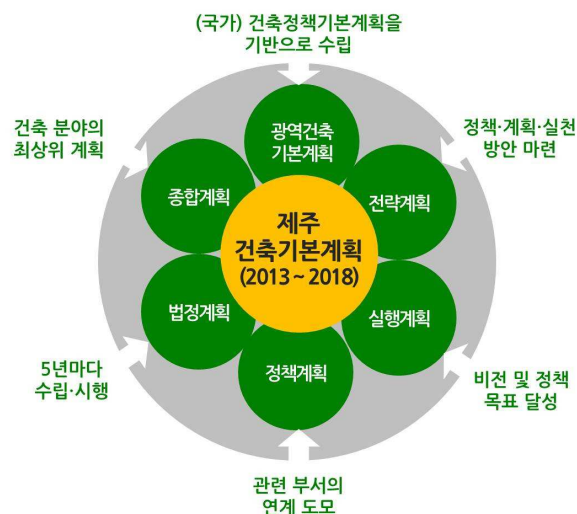 (국가) 건축정책기본계획을
기반으로 수립
건축 분야의
최상위 계획
정책·계획·실천
방안 마련
광역건축
기본계획
종합계획
전략계획
제주
건축기본계획
(2013~2018)
법정계획
실행계획
정책계획
5년마다
수립·시행
비전 및 정책
목표 달성
관련 부서의
연계 도모